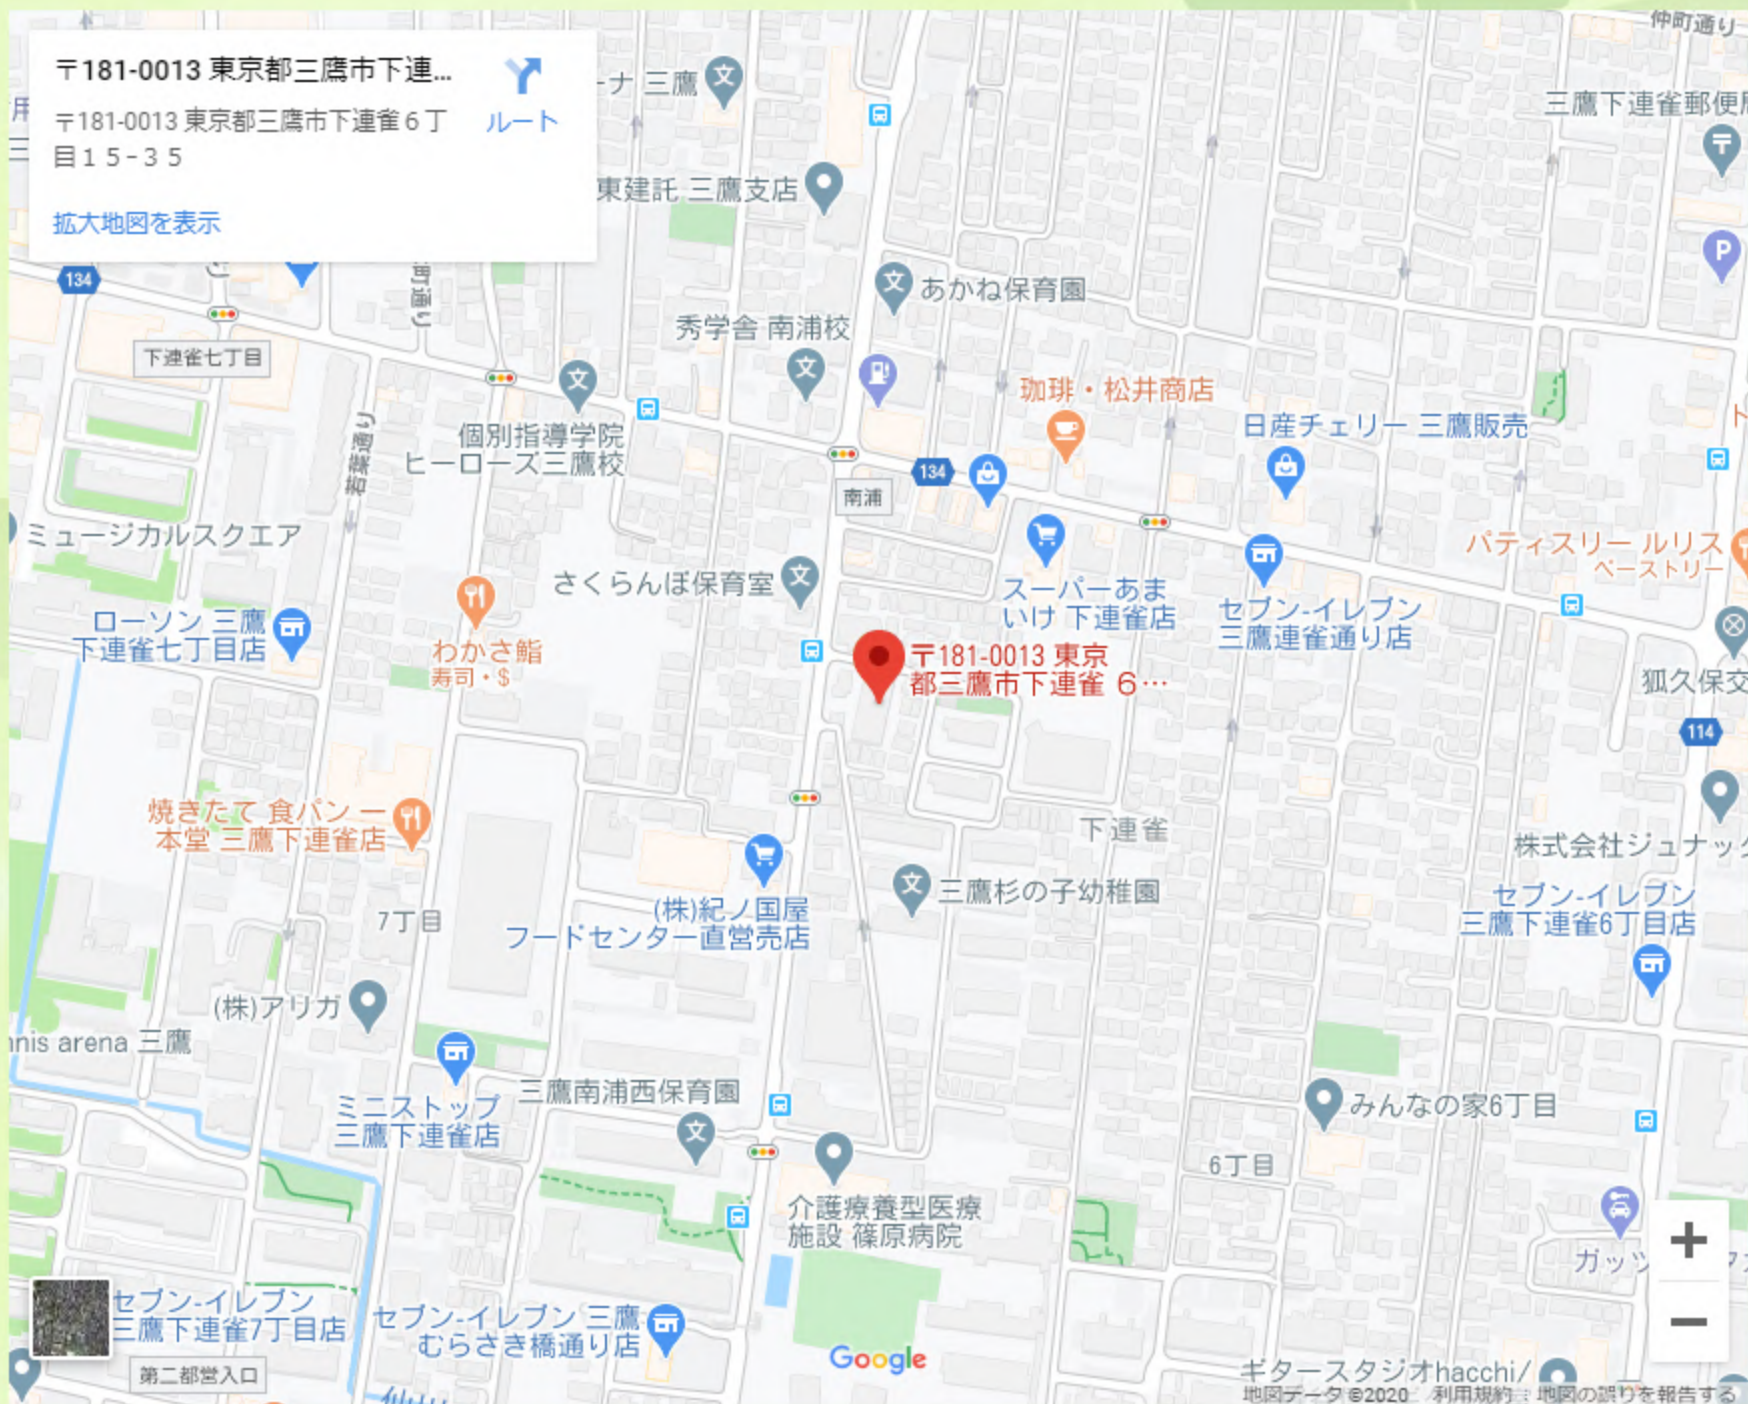 〒181-0013 東京都三鷹市下連...
〒181-0013 東京都三鷹市下連雀６丁
目１５−３５
ルート
拡大地図を表示
仲町通り
ーナ 三鷹
三鷹下連雀郵便
東建託 三鷹支店
P
134
町通り
あかね保育園
秀学舎 南浦校
下連雀七丁目
珈琲・松井商店
日産チェリー 三鷹販売
個別指導学院
ヒーローズ三鷹校
若葉通り
134
南浦
ミュージカルスクエア
パティスリー ルリス
ペーストリー
さくらんぼ保育室
スーパーあま
いけ 下連雀店
セブン-イレブン
三鷹連雀通り店
ローソン 三鷹
下連雀七丁目店
わかさ鮨
寿司・$
〒181-0013 東京
都三鷹市下連雀 ６…
狐久保交
114
焼きたて 食パン 一
本堂 三鷹下連雀店
下連雀
株式会社ジュナック
三鷹杉の子幼稚園
セブン-イレブン
三鷹下連雀6丁目店
7丁目
(株)紀ノ国屋
フードセンター直営売店
(株)アリガ
nnis arena 三鷹
三鷹南浦西保育園
ミニストップ
三鷹下連雀店
みんなの家6丁目
6丁目
介護療養型医療
施設 篠原病院
ガッツ
セブン-イレブン
三鷹下連雀7丁目店
セブン-イレブン 三鷹
むらさき橋通り店
第二都営入口
Google
ギタースタジオhacchi/
地図データ ©2020 利用規約 地図の誤りを報告する